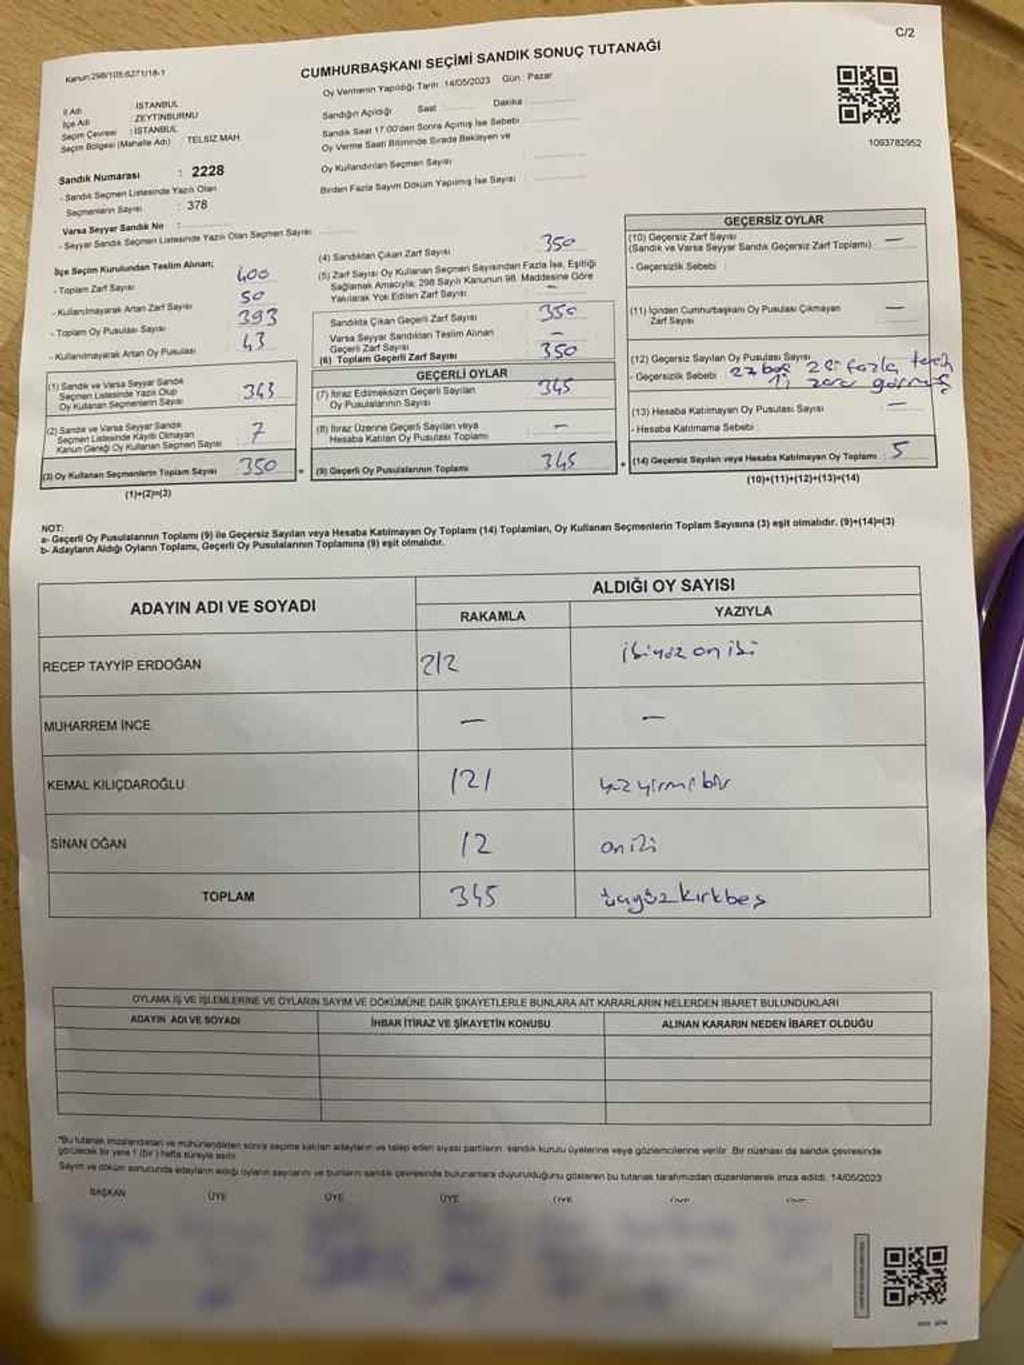 C/2
Kanun:298/105;6271/18-1
CUMHURBAŞKANI SEÇİMİ SANDIK SONUÇ TUTANAĞI
İl Adı : İSTANBUL
İlçe Adı : ZEYTİNBURNU
Seçim Çevresi : İSTANBUL
Seçim Bölgesi (Mahalle Adı) : TELSİZ MAH.
Sandık Numarası : 2228
- Sandık Seçmen Listesinde Yazılı Olan
Seçmenlerin Sayısı : 378
Varsa Seyyar Sandık No :
- Seyyar Sandık Seçmen Listesinde Yazılı Olan Seçmen Sayısı
Oy Vermenin Yapıldığı Tarih :14/05/2023 Gün : Pazar
Sandığın Açıldığı Saat Dakika
Sandık Saat 17:00'den Sonra Açımış İse Sebebi
Oy Verme Saati Bitiminde Sırada Bekleyen ve
Oy Kullandırılan Seçmen Sayısı :
Birden Fazla Sayım Döküm Yapılmış İse Sayısı :
1093782952
İlçe Seçim Kurulundan Teslim Alınan;
- Toplam Zarf Sayısı 400
- Kullanılmayarak Artan Zarf Sayısı 50
- Toplam Oy Pusulası Sayısı 393
- Kullanılmayarak Artan Oy Pusulası 43
(1) Sandık ve Varsa Seyyar Sandık
Seçmen Listesinde Yazılı Olup
Oy Kullanan Seçmenlerin Sayısı 343
(2) Sandık ve Varsa Seyyar Sandık
Seçmen Listesinde Kayıtlı Olmayan
Kanun Gereği Oy Kullanan Seçmen Sayısı 7
(3) Oy Kullanan Seçmenlerin Toplam Sayısı 350
(1)+(2)=(3)
(4) Sandıktan Çıkan Zarf Sayısı 350
(5) Zarf Sayısı Oy Kullanan Seçmen Sayısından Fazla İse, Eşitliği
Sağlamak Amacıyla; 298 Sayılı Kanunun 98. Maddesine Göre
Yakılarak Yok Edilen Zarf Sayısı —
Sandıkta Çıkan Geçerli Zarf Sayısı 350
Varsa Seyyar Sandıktan Teslim Alınan
Geçerli Zarf Sayısı —
(6) Toplam Geçerli Zarf Sayısı 350
GEÇERLİ OYLAR
(7) İtiraz Edilmeksizin Geçerli Sayılan
Oy Pusulalarının Sayısı 345
(8) İtiraz Üzerine Geçerli Sayılan veya
Hesaba Katılan Oy Pusulası Toplamı —
= (9) Geçerli Oy Pusulalarının Toplamı 345
GEÇERSİZ OYLAR
(10) Geçersiz Zarf Sayısı
(Sandık ve Varsa Seyyar Sandık Geçersiz Zarf Toplamı) —
- Geçersizlik Sebebi :
(11) İçinden Cumhurbaşkanı Oy Pusulası Çıkmayan
Zarf Sayısı —
(12) Geçersiz Sayılan Oy Pusulası Sayısı
- Geçersizlik Sebebi : boş fazla tercih
zarar görmüş
(13) Hesaba Katılmayan Oy Pusulası Sayısı —
- Hesaba Katılmama Sebebi :
+ (14) Geçersiz Sayılan veya Hesaba Katılmayan Oy Toplamı : 5
(10)+(11)+(12)+(13)=(14)
NOT:
a- Geçerli Oy Pusulalarının Toplamı (9) ile Geçersiz Sayılan veya Hesaba Katılmayan Oy Toplamı (14) Toplamları, Oy Kullanan Seçmenlerin Toplam Sayısına (3) eşit olmalıdır. (9)+(14)=(3)
b- Adayların Aldığı Oyların Toplamı, Geçerli Oy Pusulalarının Toplamına (9) eşit olmalıdır.
ADAYIN ADI VE SOYADI
ALDIĞI OY SAYISI
RAKAMLA YAZIYLA
RECEP TAYYİP ERDOĞAN 212 ikiyüz on iki
MUHARREM İNCE — —
KEMAL KILIÇDAROĞLU 121 yüz yirmi bir
SİNAN OĞAN 12 on iki
TOPLAM 345 üçyüz kırkbeş
OYLAMA İŞ VE İŞLEMLERİNE VE OYLARIN SAYIM VE DÖKÜMÜNE DAİR ŞİKAYETLERLE BUNLARA AİT KARARLARIN NELERDEN İBARET BULUNDUKLARI
ADAYIN ADI VE SOYADI İHBAR İTİRAZ VE ŞİKAYETİN KONUSU ALINAN KARARIN NEDEN İBARET OLDUĞU
"Bu tutanak imzalandıktan ve mühürlendikten sonra seçime katılan adayların ve talep eden siyasi partilerin sandık kurulu üyelerine veya gözlemcilerine verilir. Bir nüshası da sandık çevresinde
görülecek bir yere 1 (bir) hafta süreyle asılır.
Sayım ve döküm sonucunda adayların aldığı oyların sayılarını ve bunların sandık çevresinde bulunanlara duyurulduğunu gösteren bu tutanak tarafımızdan düzenlenerek imza edildi. 14/05/2023
BAŞKAN ÜYE ÜYE ÜYE ÜYE ÜYE ÜYE